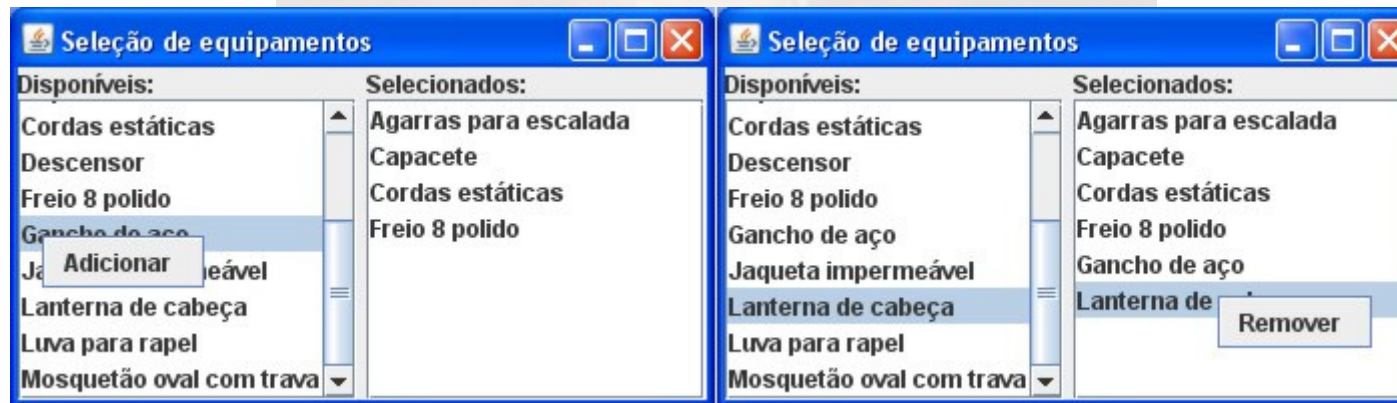 Seleção de equipamentos
Disponíveis:
Selecionados:
Cordas estáticas
Descensor
Freio 8 polido
Gancho de aço
Adicionar
Lanterna de cabeça
Luva para rapel
Mosquetão oval com trava
Agarras para escalada
Capacete
Cordas estáticas
Freio 8 polido
Seleção de equipamentos
Disponíveis:
Selecionados:
Cordas estáticas
Descensor
Freio 8 polido
Gancho de aço
Jaqueta impermeável
Lanterna de cabeça
Luva para rapel
Mosquetão oval com trava
Agarras para escalada
Capacete
Cordas estáticas
Freio 8 polido
Gancho de aço
Lanterna de
Remover